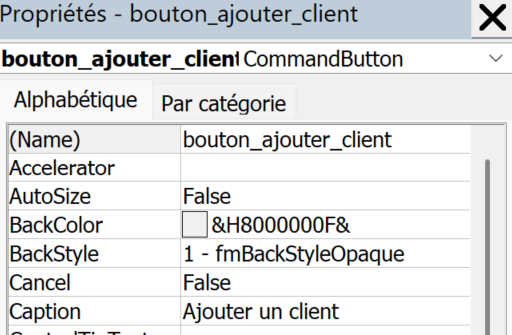 Propriétés - bouton_ajouter_client
bouton_ajouter_client CommandButton
Alphabétique Par catégorie
(Name) bouton_ajouter_client
Accelerator
AutoSize False
BackColor &H8000000F&
BackStyle 1 - fmBackStyleOpaque
Cancel False
Caption Ajouter un client